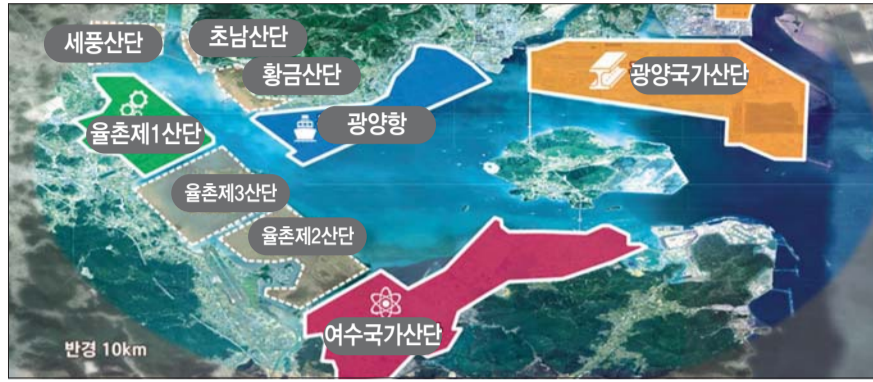 세풍산단
초남산단
황금산단
광양국가산단
율촌제1산단
광양항
율촌제3산단
율촌제2산단
여수국가산단
반경 10km